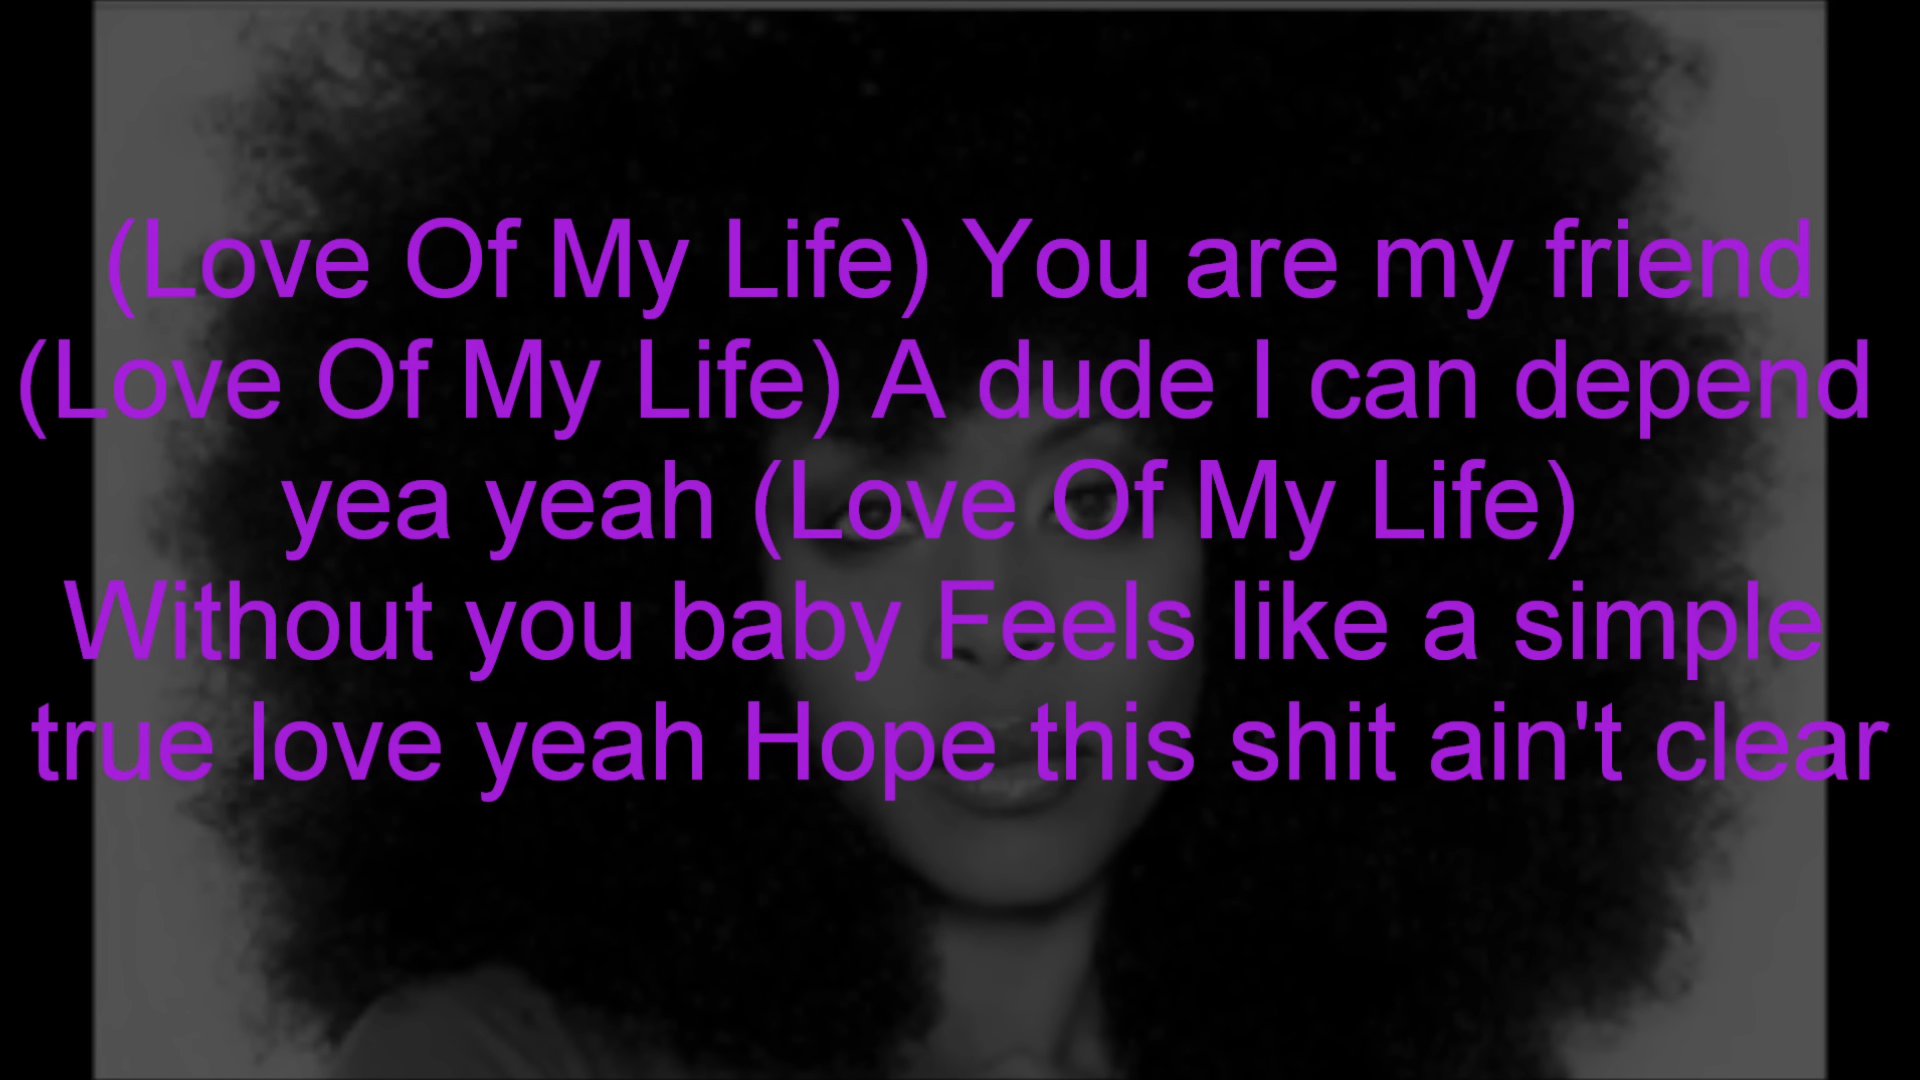 (Love Of My Life) You are my friend
(Love Of My Life) A dude I can depend
yea yeah (Love Of My Life)
Without you baby Feels like a simple
true love yeah Hope this shit ain't clear